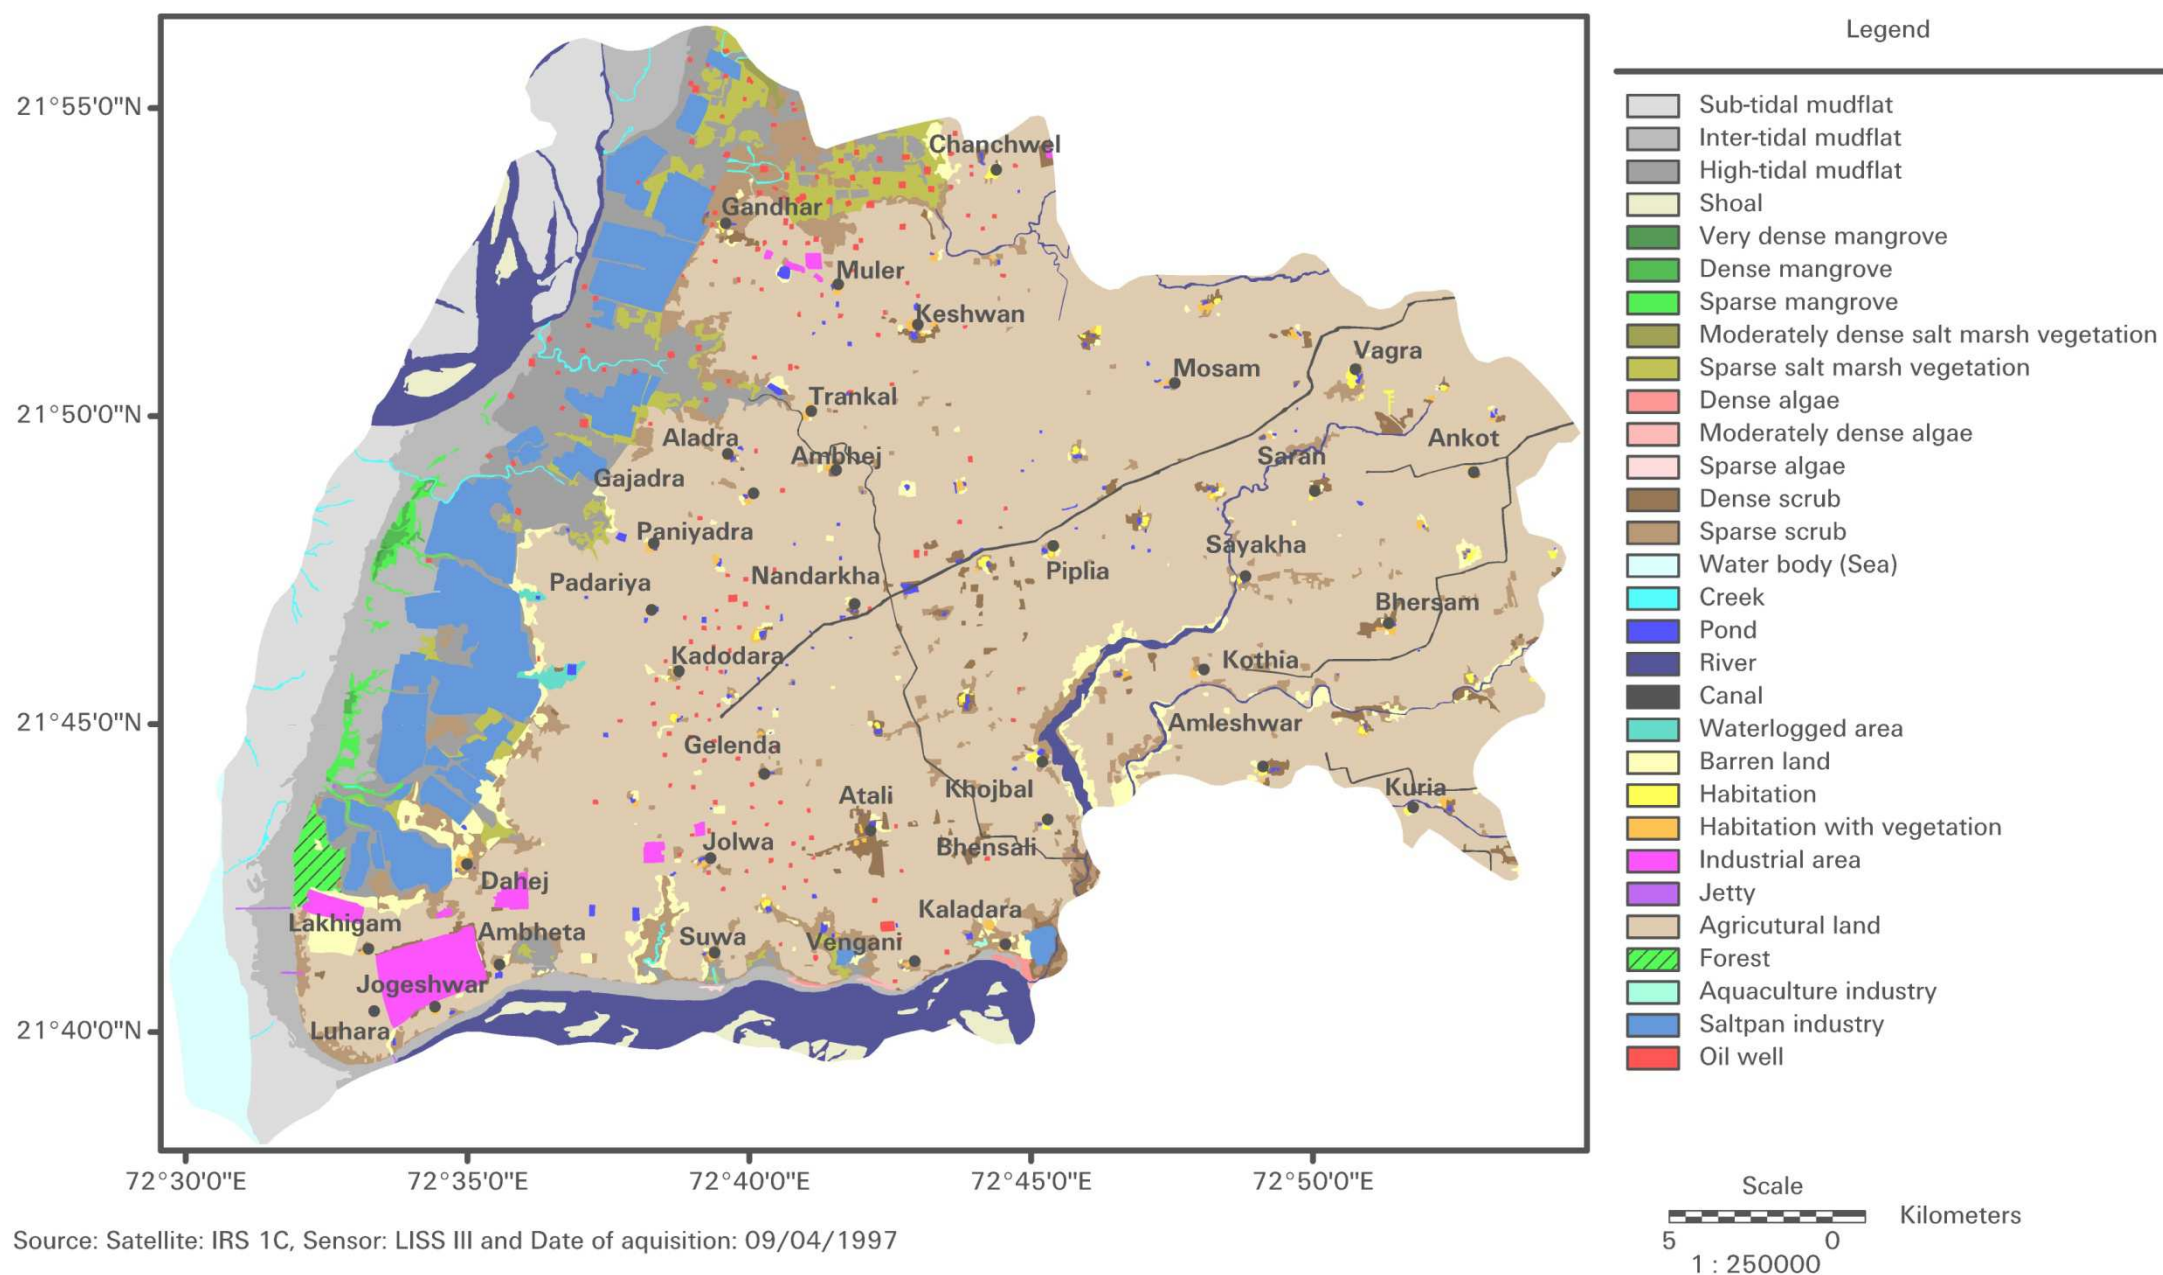 Legend
Sub-tidal mudflat
Inter-tidal mudflat
High-tidal mudflat
Shoal
Very dense mangrove
Dense mangrove
Sparse mangrove
Moderately dense salt marsh vegetation
Sparse salt marsh vegetation
Dense algae
Moderately dense algae
Sparse algae
Dense scrub
Sparse scrub
Water body (Sea)
Creek
Pond
River
Canal
Waterlogged area
Barren land
Habitation
Habitation with vegetation
Industrial area
Jetty
Agricutural land
Forest
Aquaculture industry
Saltpan industry
Oil well
21°55'0"N
21°50'0"N
21°45'0"N
21°40'0"N
Chanchwel
Gandhar
Muler
Keshwan
Vagra
Mosam
Trankal
Aladra
Ankot
Ambhej
Saran
Gajadra
Paniyadra
Sayakha
Padariya
Nandarkha
Piplia
Bhersam
Kadodara
Kothia
Amleshwar
Gelenda
Khojbal
Kuria
Atali
Jolwa
Bhensali
Dahej
Kaladara
Lakhigam
Ambheta
Suwa
Vengani
Jogeshwar
Luhara
72°30'0"E
72°35'0"E
72°40'0"E
72°45'0"E
72°50'0"E
Scale
Kilometers
5 0
1 : 250000
Source: Satellite: IRS 1C, Sensor: LISS III and Date of aquisition: 09/04/1997